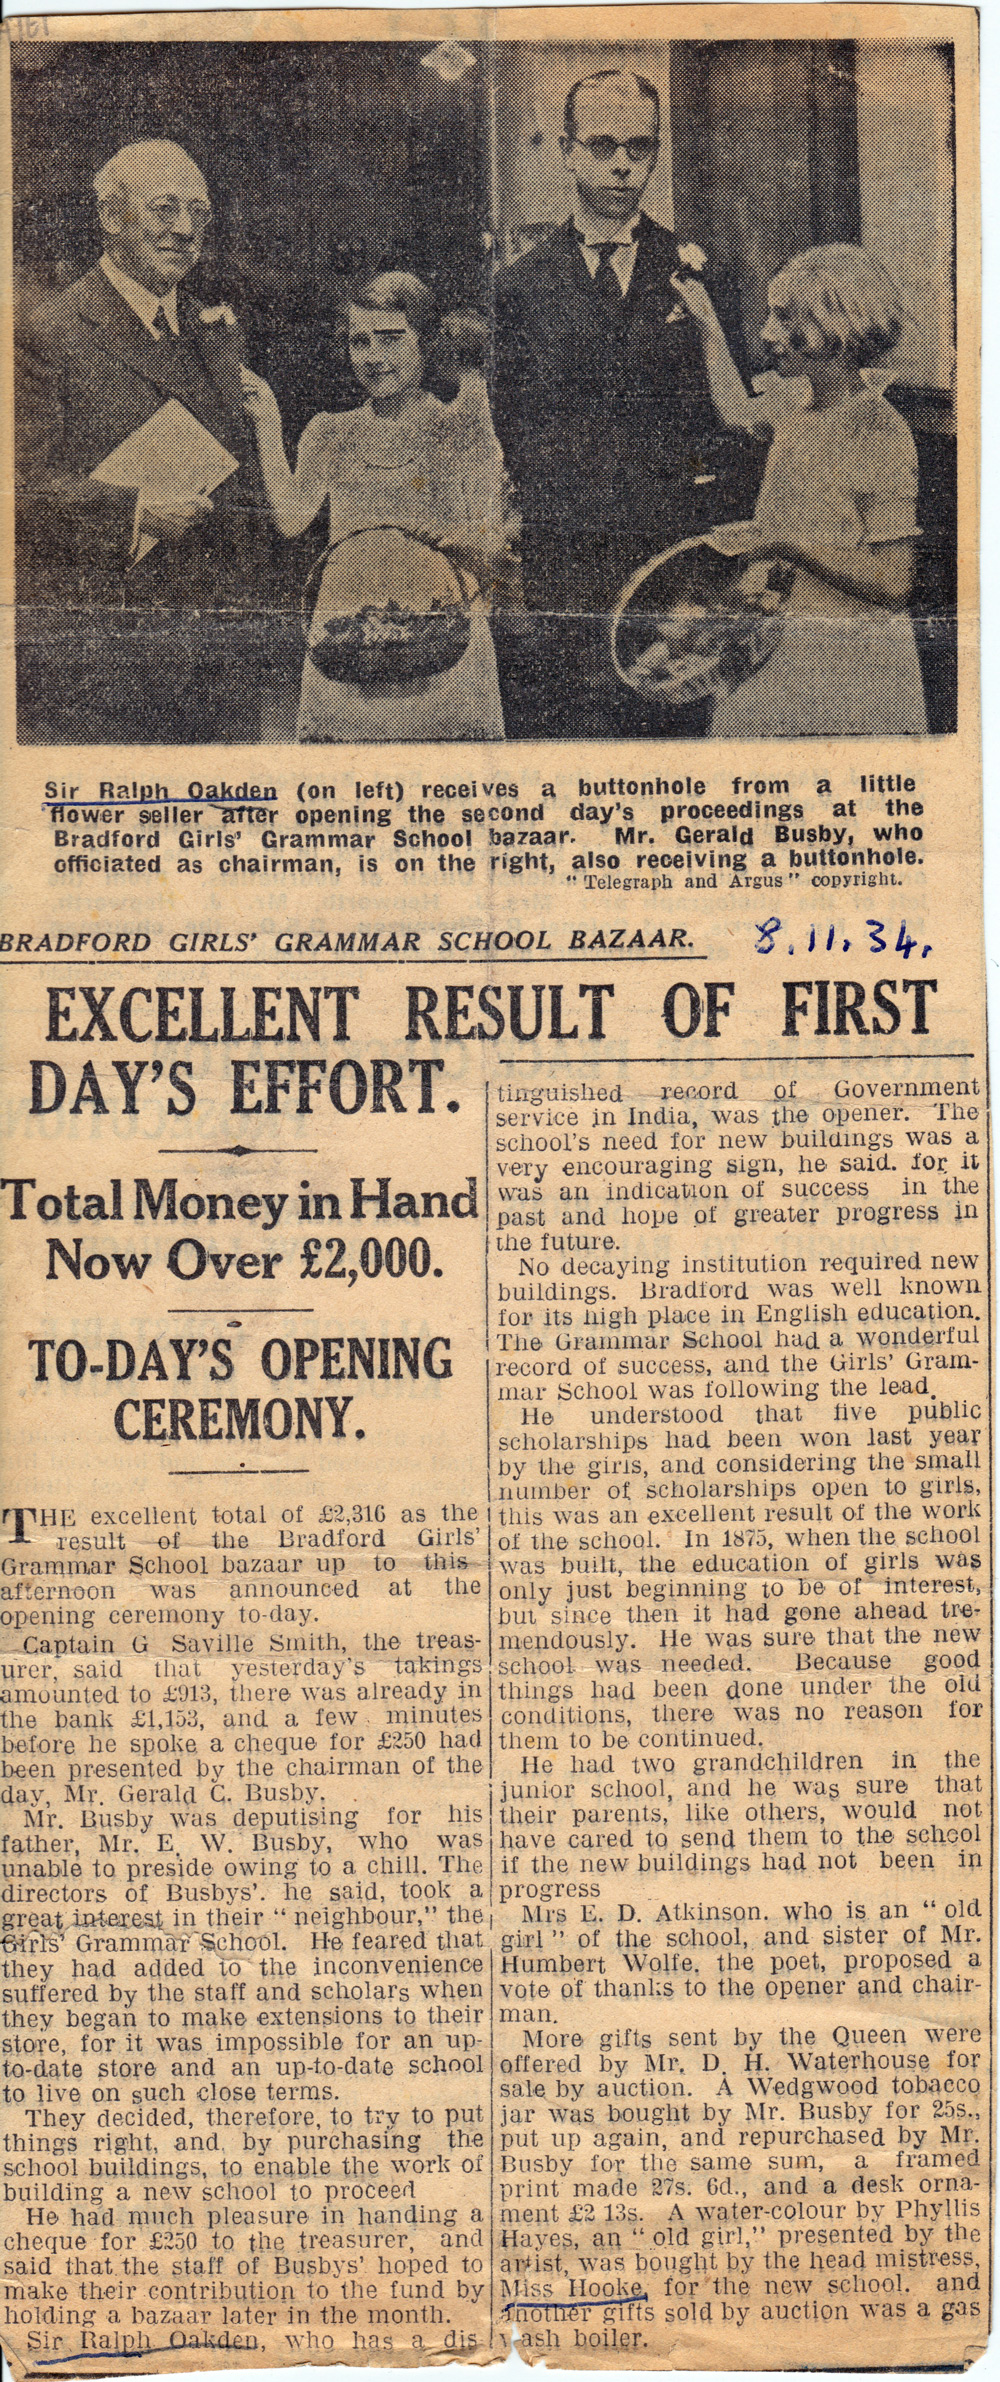 Sir Ralph Oakden (on left) receives a buttonhole from a little
flower seller after opening the second day's proceedings at the
Bradford Girls' Grammar School bazaar. Mr. Gerald Busby, who
officiated as chairman, is on the right, also receiving a buttonhole.
"Telegraph and Argus" copyright.
BRADFORD GIRLS' GRAMMAR SCHOOL BAZAAR.
8.11.34.
EXCELLENT RESULT OF FIRST
DAY'S EFFORT.
Total Money in Hand
Now Over £2,000.
TO-DAY'S OPENING
CEREMONY.
THE excellent total of £2,316 as the
result of the Bradford Girls'
Grammar School bazaar up to this
afternoon was announced at the
opening ceremony to-day.
Captain G Saville Smith, the treas-
urer, said that yesterday's takings
amounted to £913, there was already in
the bank £1,153, and a few minutes
before he spoke a cheque for £250 had
been presented by the chairman of the
day, Mr. Gerald C. Busby.
Mr. Busby was deputising for his
father, Mr. E. W. Busby, who was
unable to preside owing to a chill. The
directors of Busbys'. he said, took a
great interest in their "neighbour," the
Girls' Grammar School. He feared that
they had added to the inconvenience
suffered by the staff and scholars when
they began to make extensions to their
store, for it was impossible for an up-
to-date store and an up-to-date school
to live on such close terms.
They decided, therefore, to try to put
things right, and, by purchasing the
school buildings, to enable the work of
building a new school to proceed
He had much pleasure in handing a
cheque for £250 to the treasurer, and
said that the staff of Busbys' hoped to
make their contribution to the fund by
holding a bazaar later in the month.
Sir Ralph Oakden, who has a dis
tinguished record of Government
service in India, was the opener. The
school's need for new buildings was a
very encouraging sign, he said. for it
was an indication of success in the
past and hope of greater progress in
the future.
No decaying institution required new
buildings. Bradford was well known
for its high place in English education.
The Grammar School had a wonderful
record of success, and the Girls' Gram-
mar School was following the lead.
He understood that five public
scholarships had been won last year
by the girls, and considering the small
number of scholarships open to girls,
this was an excellent result of the work
of the school. In 1875, when the school
was built, the education of girls was
only just beginning to be of interest,
but since then it had gone ahead tre-
mendously. He was sure that the new
school was needed. Because good
things had been done under the old
conditions, there was no reason for
them to be continued.
He had two grandchildren in the
junior school, and he was sure that
their parents, like others, would not
have cared to send them to the school
if the new buildings had not been in
progress
Mrs E. D. Atkinson. who is an "old
girl" of the school, and sister of Mr.
Humbert Wolfe, the poet, proposed a
vote of thanks to the opener and chair-
man.
More gifts sent by the Queen were
offered by Mr. D. H. Waterhouse for
sale by auction. A Wedgwood tobacco
jar was bought by Mr. Busby for 25s.,
put up again, and repurchased by Mr.
Busby for the same sum, a framed
print made 27s. 6d., and a desk orna-
ment £2 13s. A water-colour by Phyllis
Hayes, an "old girl," presented by the
artist, was bought by the head mistress,
Miss Hooke, for the new school. and
another gifts sold by auction was a gas
wash boiler.